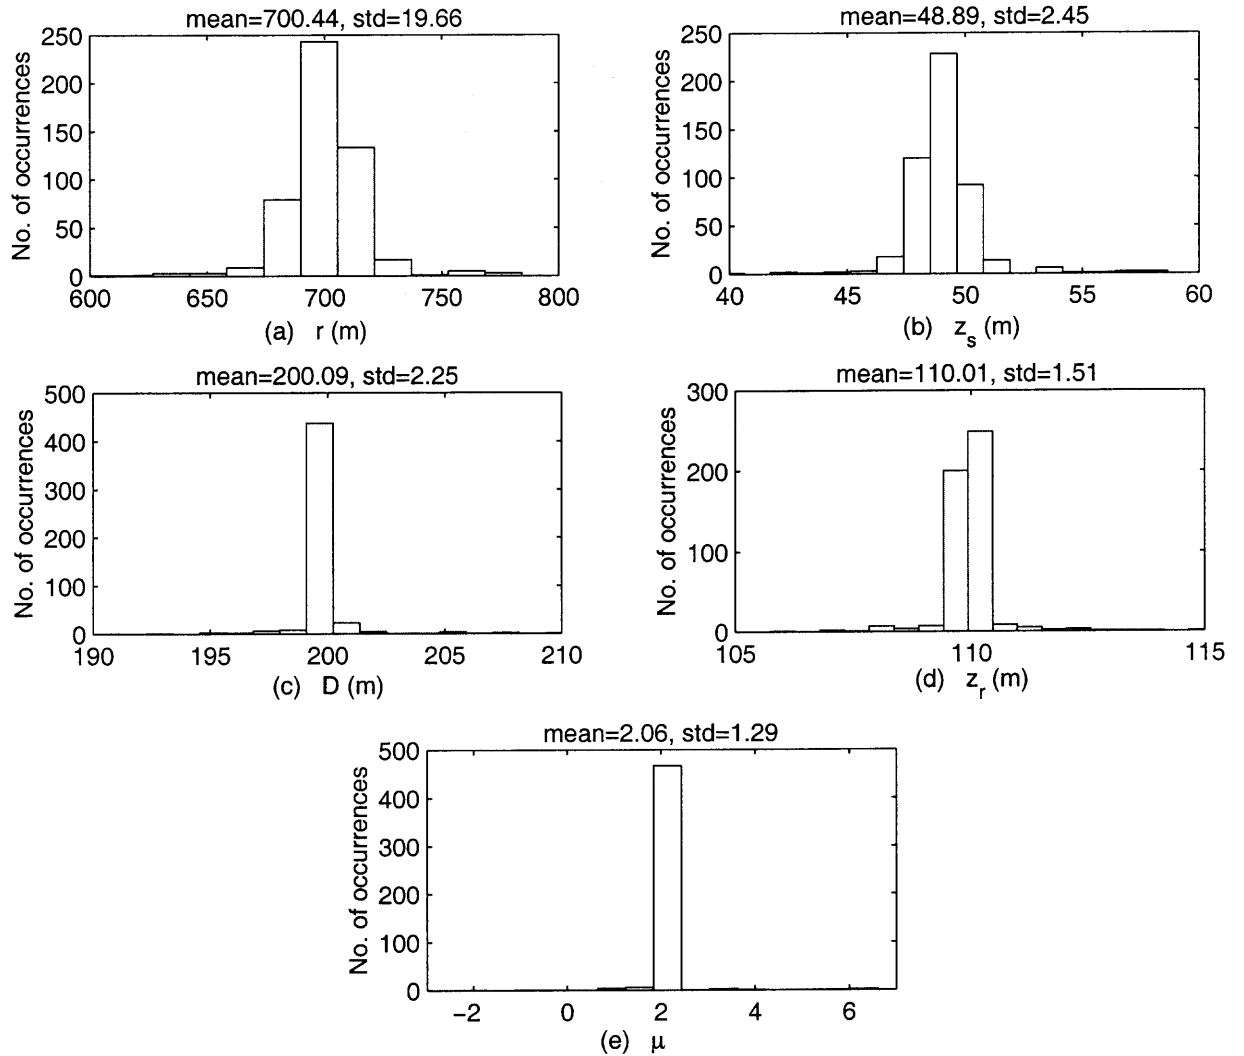 mean=700.44, std=19.66
No. of occurrences
250
200
150
100
50
0
600 650 700 750 800
(a) r (m)
mean=48.89, std=2.45
No. of occurrences
250
200
150
100
50
0
40 45 50 55 60
(b) z_s (m)
mean=200.09, std=2.25
No. of occurrences
500
400
300
200
100
0
190 195 200 205 210
(c) D (m)
mean=110.01, std=1.51
No. of occurrences
300
200
100
0
105 110 115
(d) z_r (m)
mean=2.06, std=1.29
No. of occurrences
500
400
300
200
100
0
−2 0 2 4 6
(e) μ